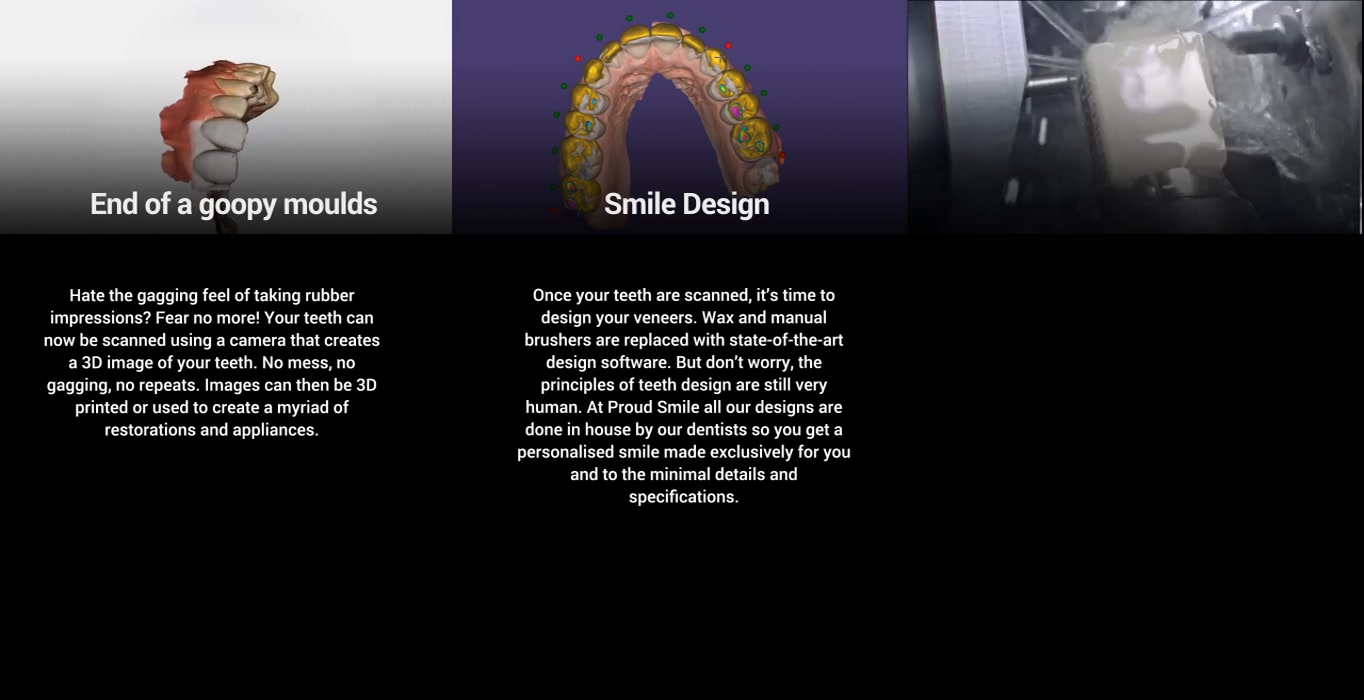 End of a goopy moulds
Smile Design
Hate the gagging feel of taking rubber
impressions? Fear no more! Your teeth can
now be scanned using a camera that creates
a 3D image of your teeth. No mess, no
gagging, no repeats. Images can then be 3D
printed or used to create a myriad of
restorations and appliances.
Once your teeth are scanned, it’s time to
design your veneers. Wax and manual
brushers are replaced with state-of-the-art
design software. But don’t worry, the
principles of teeth design are still very
human. At Proud Smile all our designs are
done in house by our dentists so you get a
personalised smile made exclusively for you
and to the minimal details and
specifications.